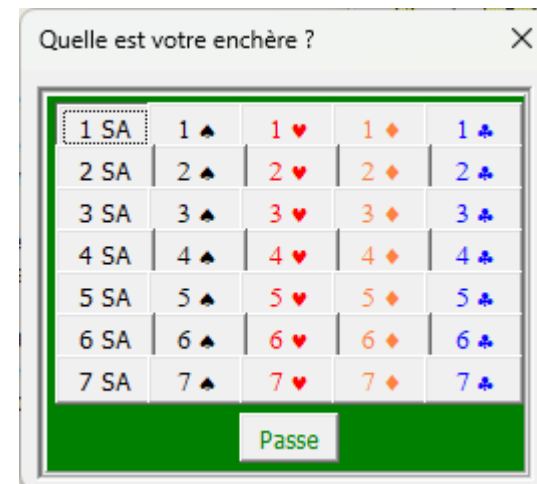 Quelle est votre enchère ?
1 SA 1 ♠ 1 ♥ 1 ♦ 1 ♣
2 SA 2 ♠ 2 ♥ 2 ♦ 2 ♣
3 SA 3 ♠ 3 ♥ 3 ♦ 3 ♣
4 SA 4 ♠ 4 ♥ 4 ♦ 4 ♣
5 SA 5 ♠ 5 ♥ 5 ♦ 5 ♣
6 SA 6 ♠ 6 ♥ 6 ♦ 6 ♣
7 SA 7 ♠ 7 ♥ 7 ♦ 7 ♣
Passe